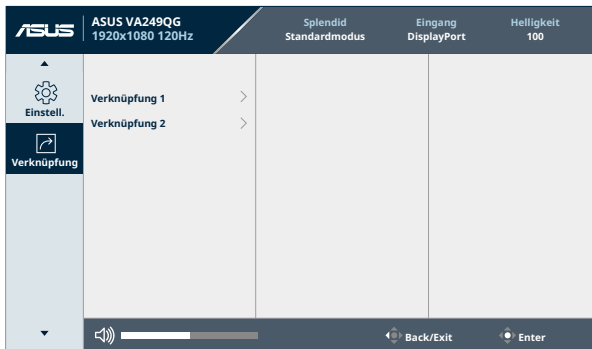 ASUS
ASUS VA249QG
1920x1080 120Hz
Splendid
Standardmodus
Eingang
DisplayPort
Helligkeit
100
Einstell.
Verknüpfung
Verknüpfung 1
Verknüpfung 2
Back/Exit
Enter